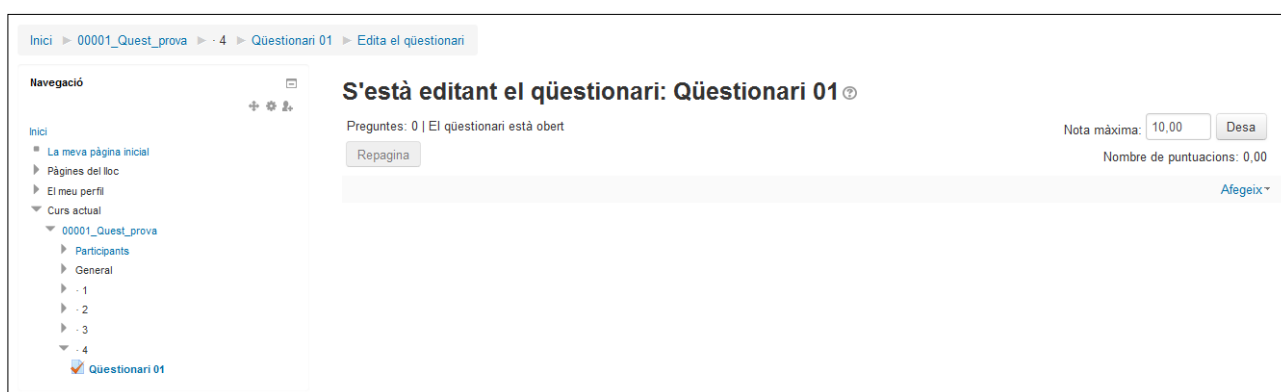 Inici ► 00001_Quest_prova ► · 4 ► Qüestionari 01 ► Edita el qüestionari
Navegació
Inici
La meva pàgina inicial
Pàgines del lloc
El meu perfil
Curs actual
00001_Quest_prova
Participants
General
· 1
· 2
· 3
· 4
Qüestionari 01
S'està editant el qüestionari: Qüestionari 01
Preguntes: 0 | El qüestionari està obert
Nota màxima: 10,00 Desa
Repagina
Nombre de puntuacions: 0,00
Afegeix